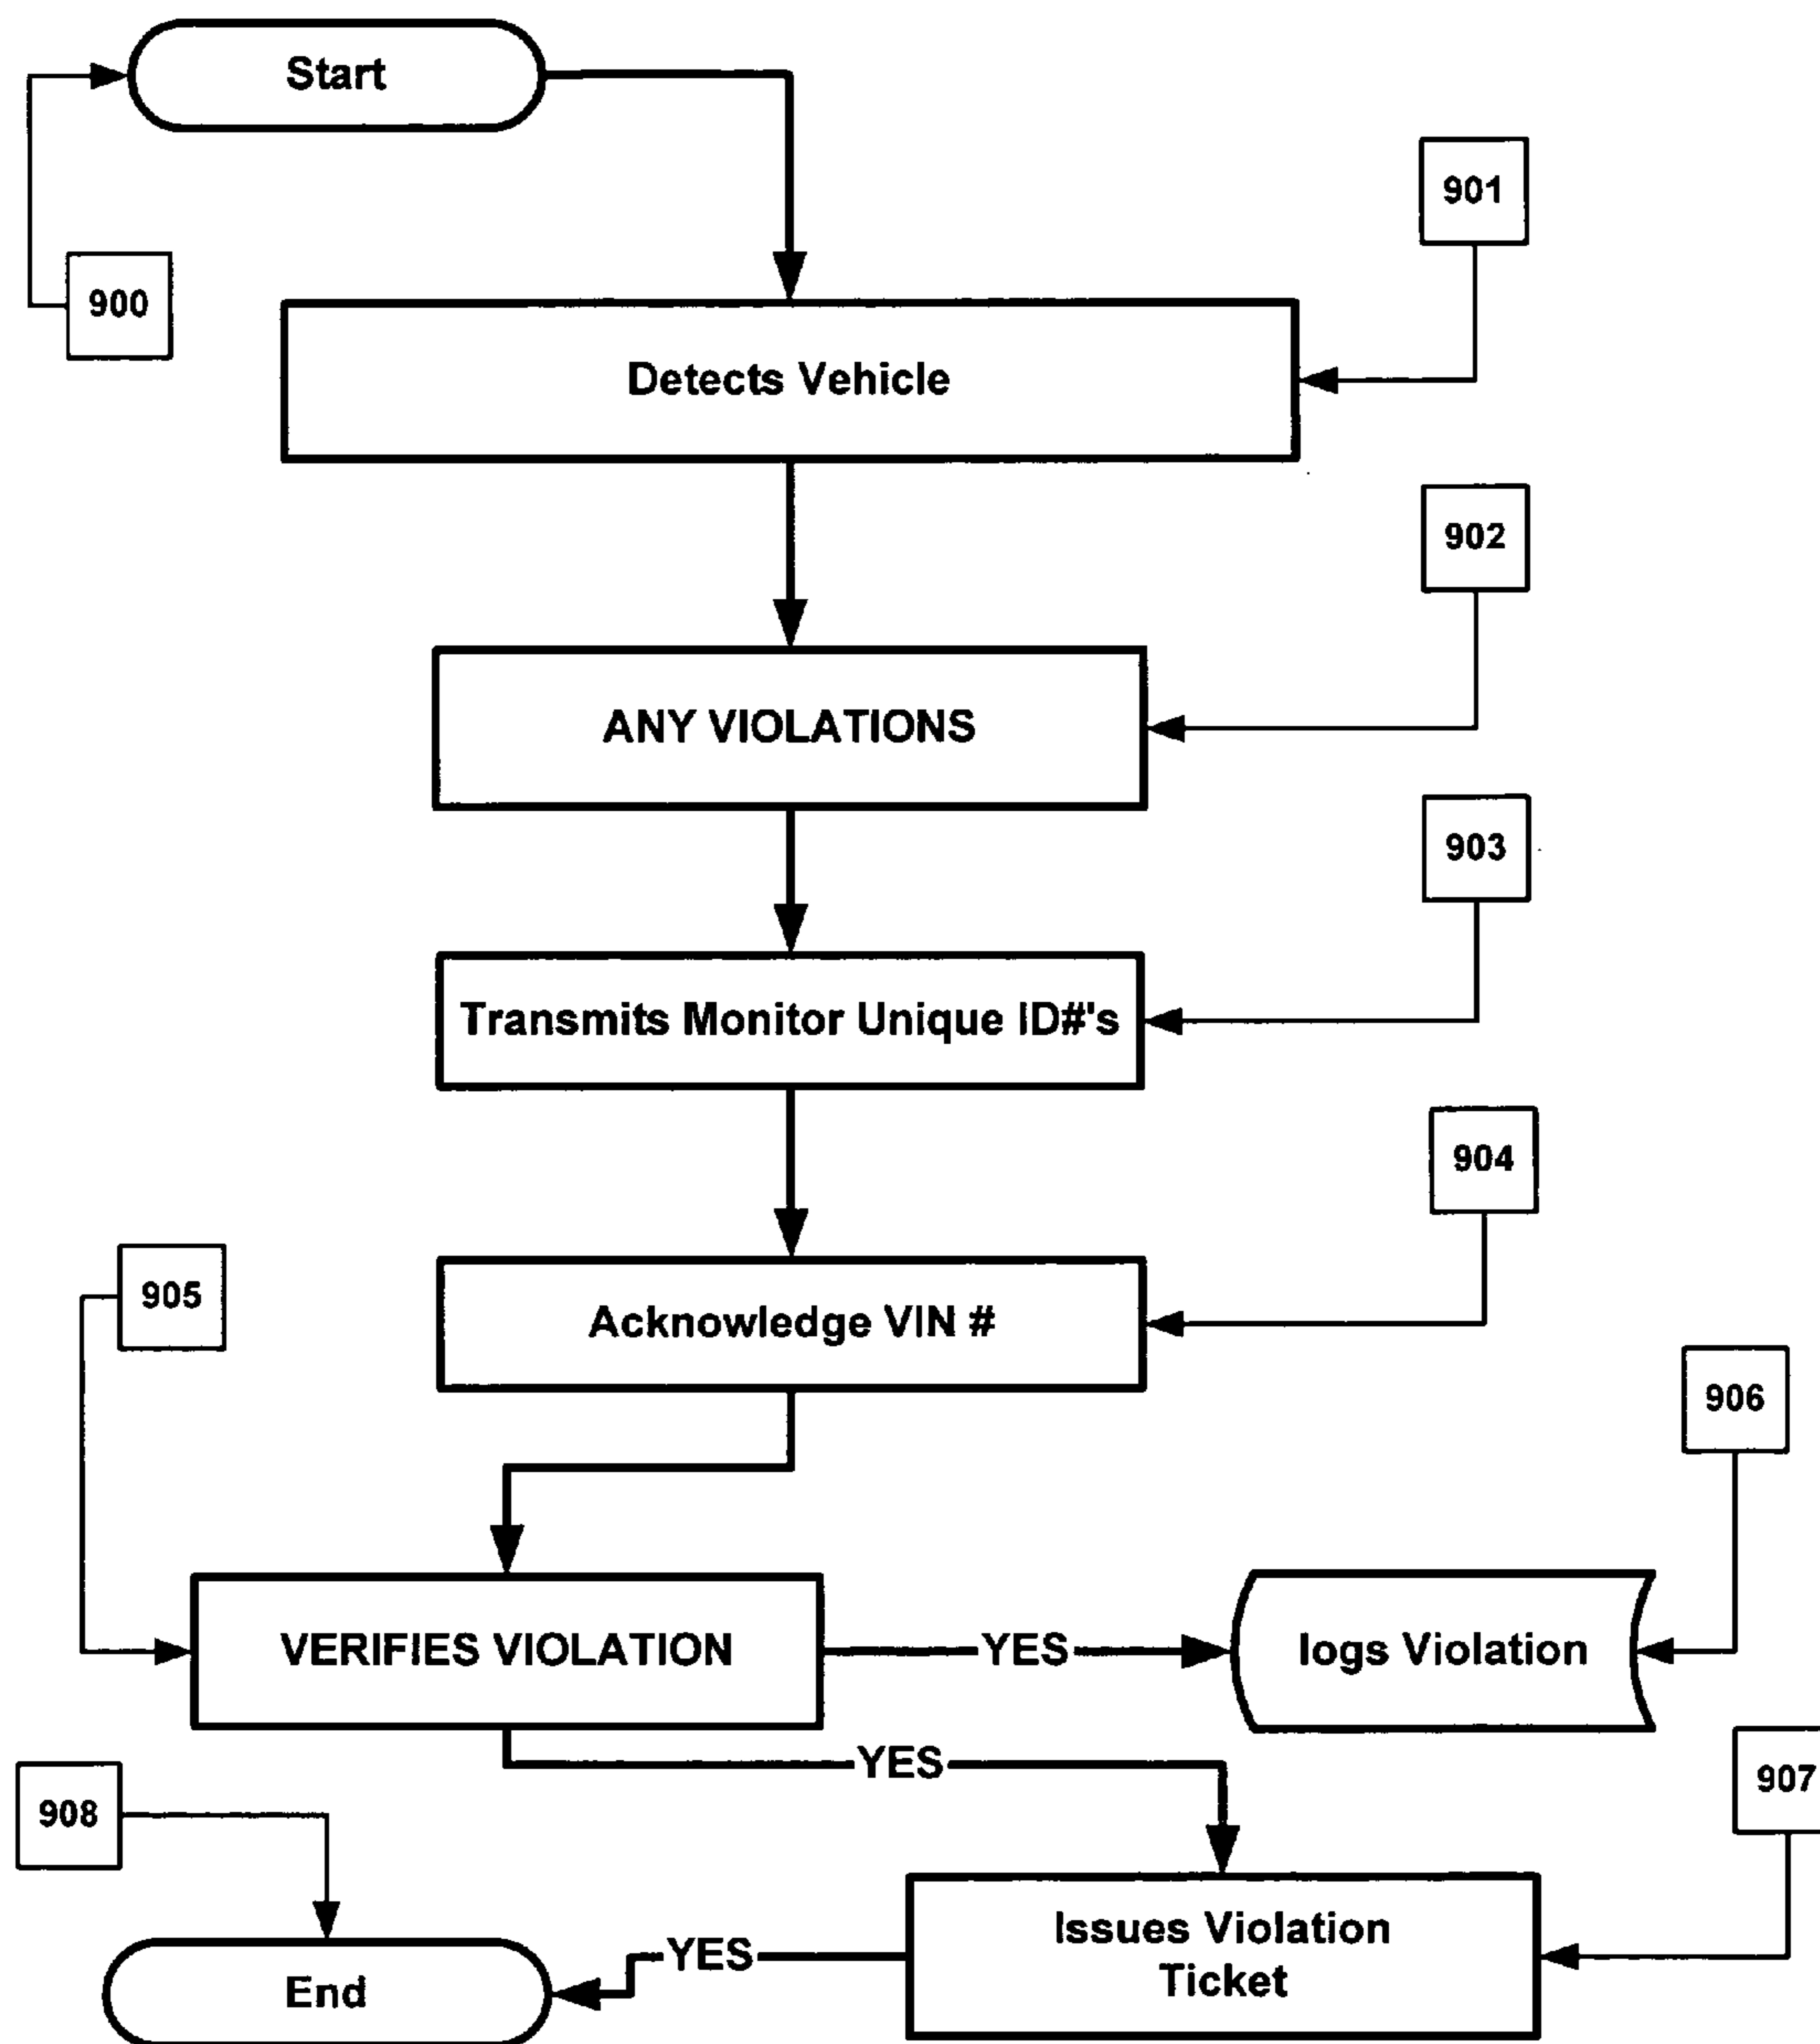 Start
901
900
Detects Vehicle
902
ANY VIOLATIONS
903
Transmits Monitor Unique ID#'s
904
905
Acknowledge VIN #
906
VERIFIES VIOLATION
YES
logs Violation
YES
907
908
Issues Violation
Ticket
YES
End